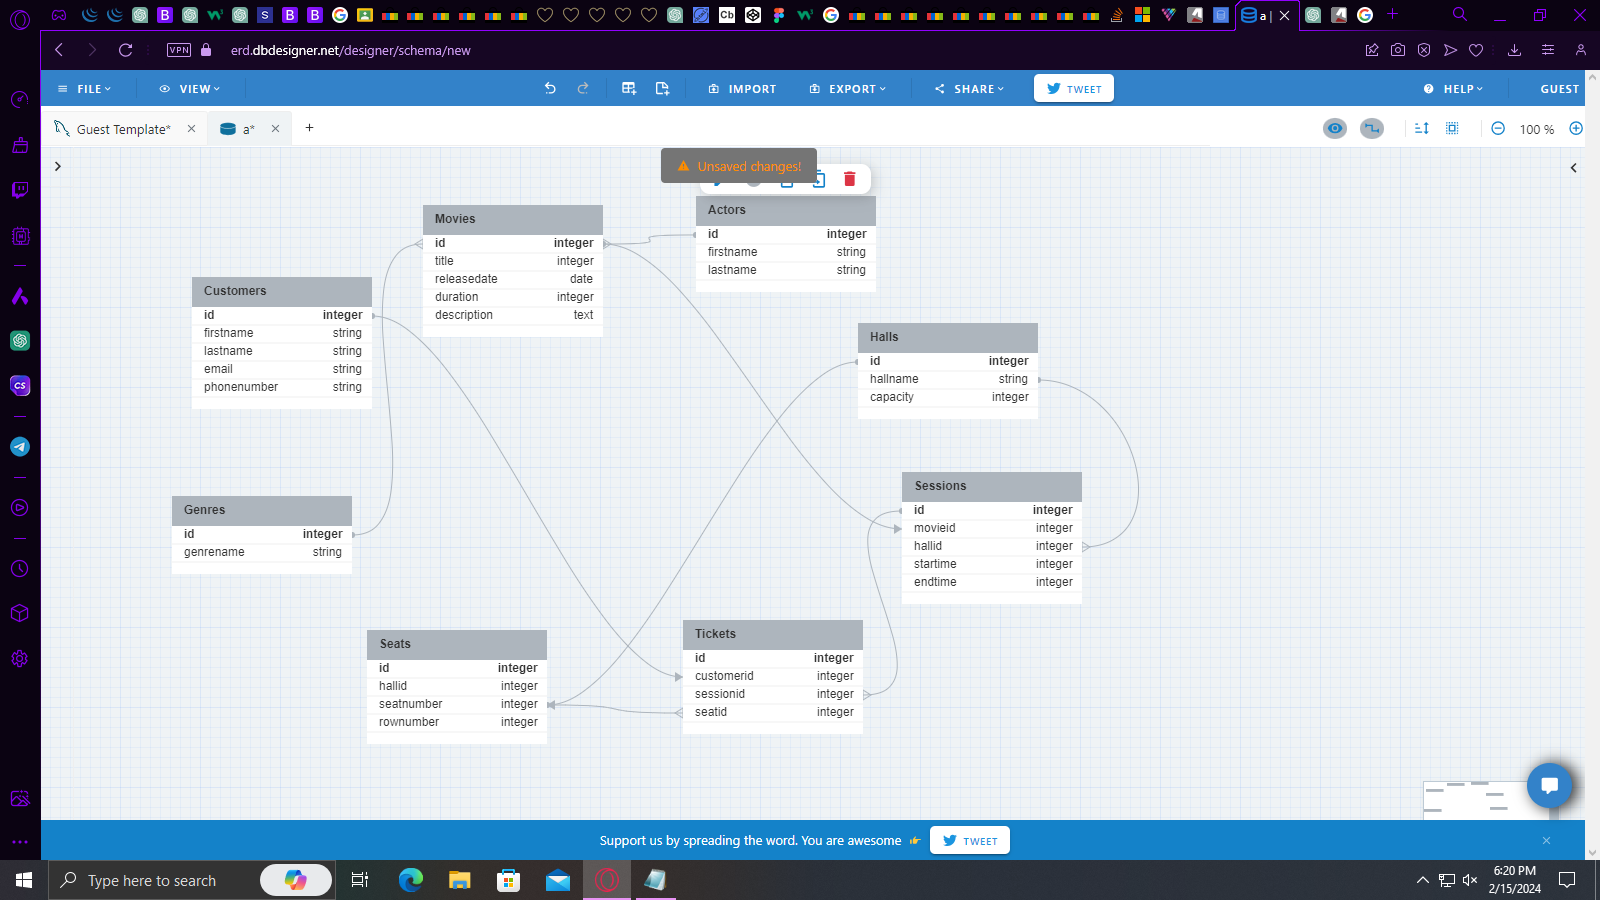 a |
VPN
erd.dbdesigner.net/designer/schema/new
FILE
VIEW
IMPORT
EXPORT
SHARE
TWEET
HELP
GUEST
Guest Template*
a*
100 %
Unsaved changes!
Movies
id integer
title integer
releasedate date
duration integer
description text
Actors
id integer
firstname string
lastname string
Customers
id integer
firstname string
lastname string
email string
phonenumber string
Halls
id integer
hallname string
capacity integer
Sessions
id integer
movieid integer
hallid integer
startime integer
endtime integer
Genres
id integer
genrename string
Seats
id integer
hallid integer
seatnumber integer
rownumber integer
Tickets
id integer
customerid integer
sessionid integer
seatid integer
Support us by spreading the word. You are awesome
TWEET
Type here to search
6:20 PM
2/15/2024
CS
Cb